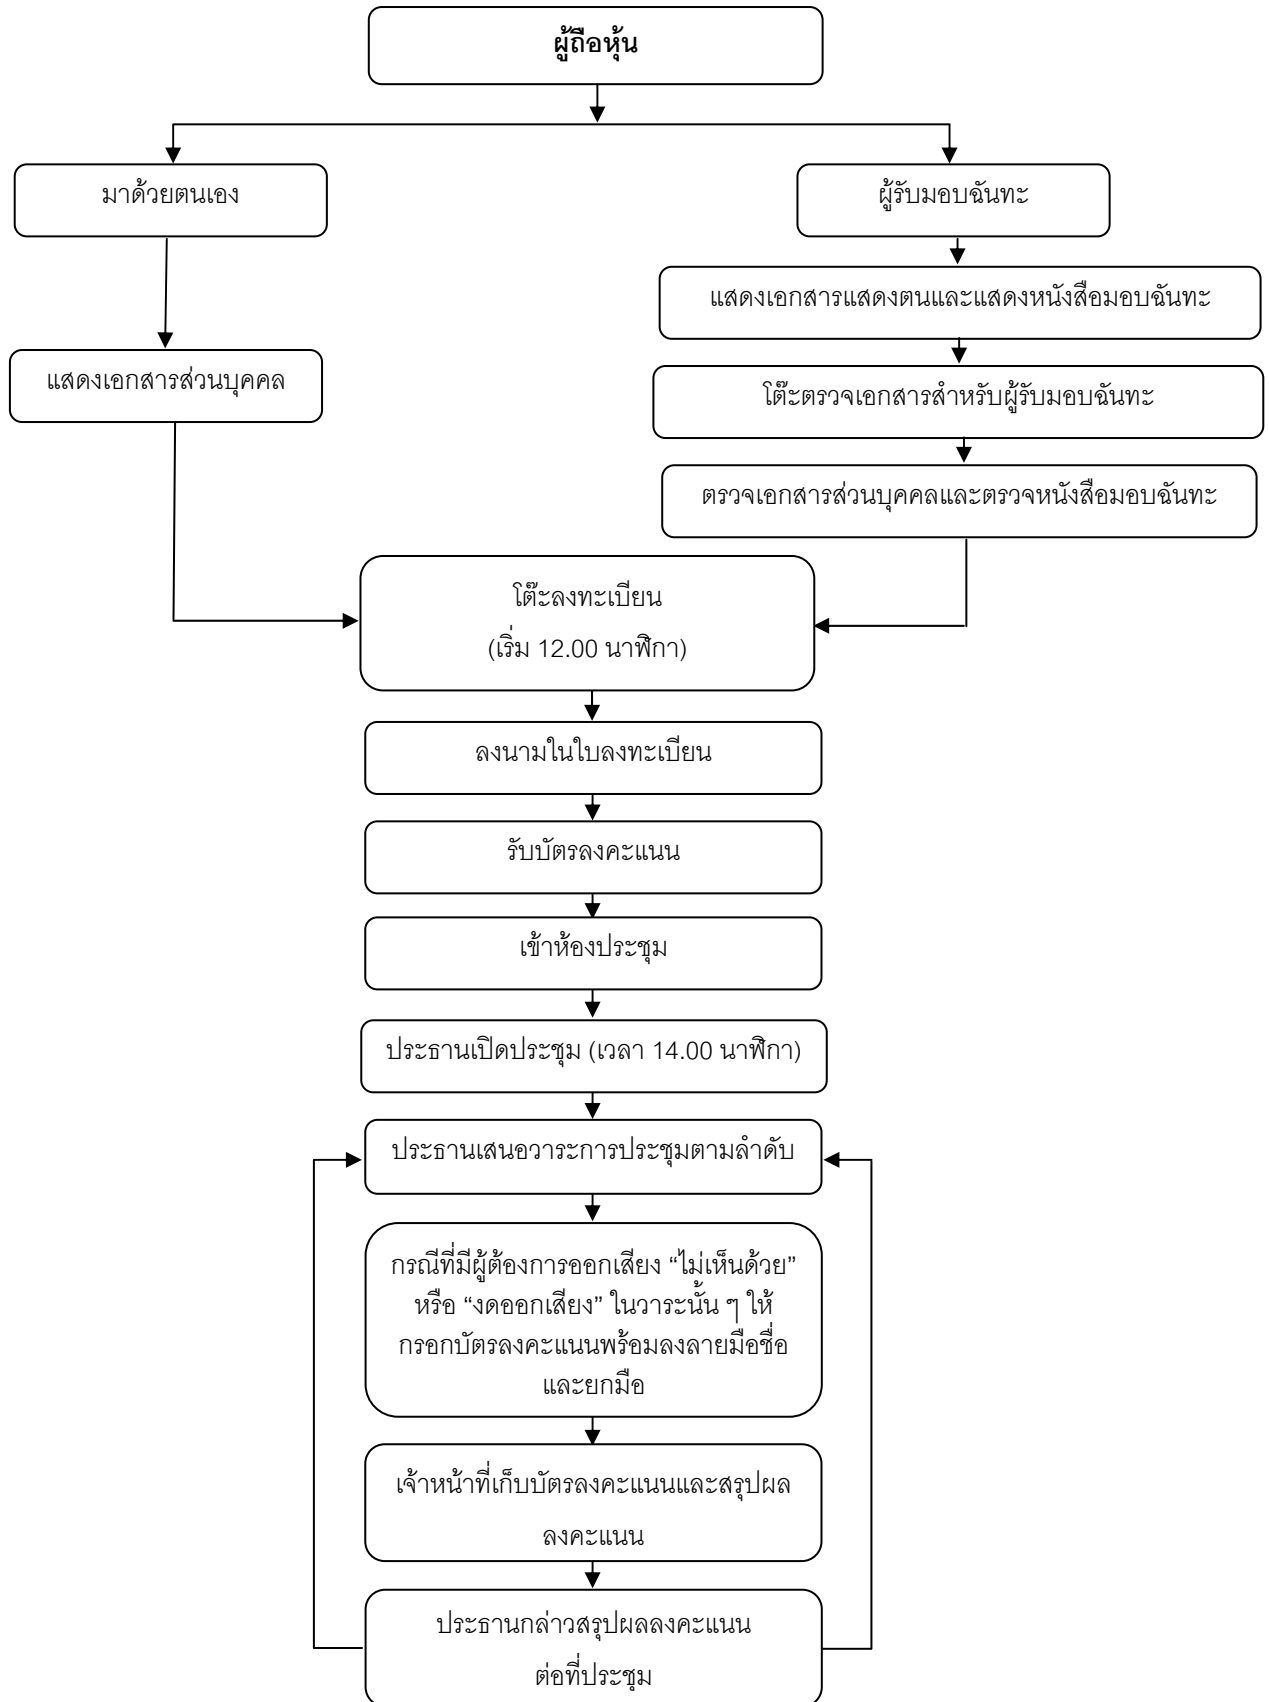 ผู้ถือหุ้น
มาด้วยตนเอง
ผู้รับมอบฉันทะ
แสดงเอกสารแสดงตนและแสดงหนังสือมอบฉันทะ
แสดงเอกสารส่วนบุคคล
โต๊ะตรวจเอกสารสำหรับผู้รับมอบฉันทะ
ตรวจเอกสารส่วนบุคคลและตรวจหนังสือมอบฉันทะ
โต๊ะลงทะเบียน
(เริ่ม 12.00 นาฬิกา)
ลงนามในใบลงทะเบียน
รับบัตรลงคะแนน
เข้าห้องประชุม
ประธานเปิดประชุม (เวลา 14.00 นาฬิกา)
ประธานเสนอวาระการประชุมตามลำดับ
กรณีที่มีผู้ต้องการออกเสียง “ไม่เห็นด้วย”
หรือ “งดออกเสียง” ในวาระนั้น ๆ ให้
กรอกบัตรลงคะแนนพร้อมลงลายมือชื่อ
และยกมือ
เจ้าหน้าที่เก็บบัตรลงคะแนนและสรุปผล
ลงคะแนน
ประธานกล่าวสรุปผลลงคะแนน
ต่อที่ประชุม